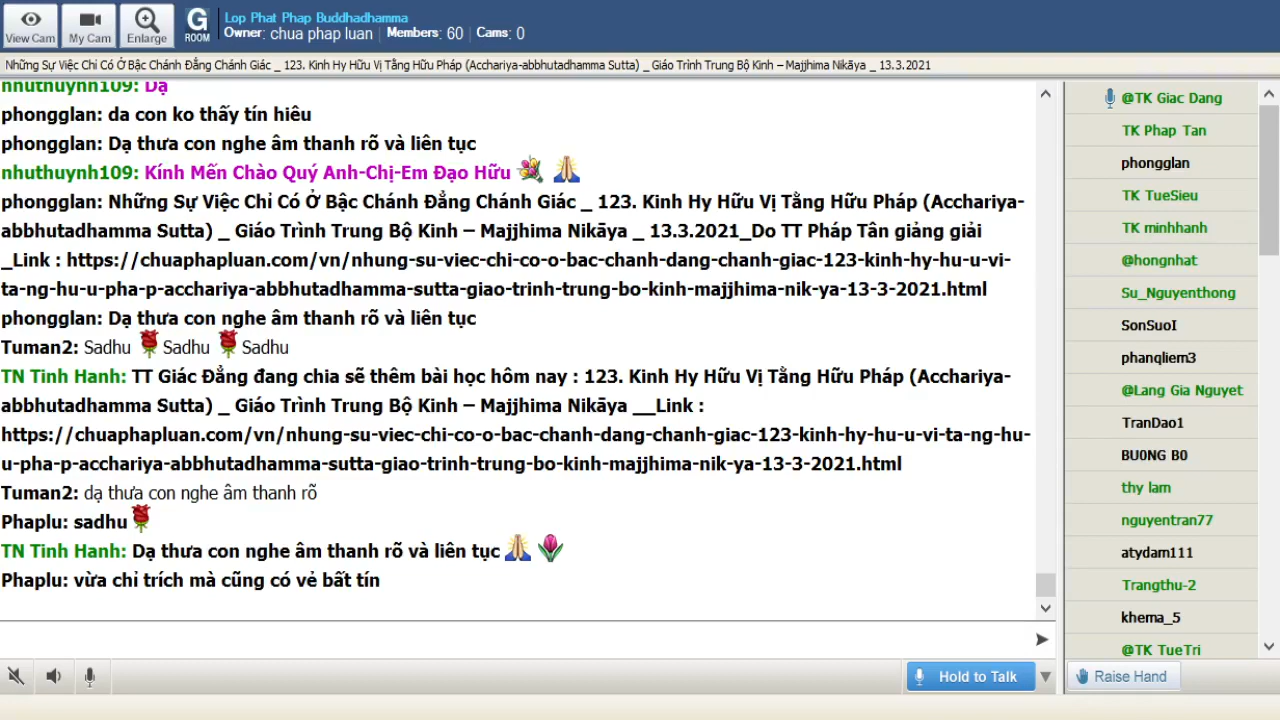 View Cam
My Cam
Enlarge
G
ROOM
Lop Phat Phap Buddhadhamma
Owner: chua phap luan Members: 60 Cams: 0
Những Sự Việc Chỉ Có Ở Bậc Chánh Đẳng Chánh Giác _ 123. Kinh Hy Hữu Vị Tằng Hữu Pháp (Acchariya-abbhutadhamma Sutta) _ Giáo Trình Trung Bộ Kinh – Majjhima Nikāya _ 13.3.2021
nhuthuynh109: Dạ
phongglan: da con ko thấy tín hiêu
phongglan: Dạ thưa con nghe âm thanh rõ và liên tục
nhuthuynh109: Kính Mến Chào Quý Anh-Chị-Em Đạo Hữu
phongglan: Những Sự Việc Chỉ Có Ở Bậc Chánh Đẳng Chánh Giác _ 123. Kinh Hy Hữu Vị Tằng Hữu Pháp (Acchariya-
abbhutadhamma Sutta) _ Giáo Trình Trung Bộ Kinh – Majjhima Nikāya _ 13.3.2021_Do TT Pháp Tân giảng giải
_Link : https://chuaphapluan.com/vn/nhung-su-viec-chi-co-o-bac-chanh-dang-chanh-giac-123-kinh-hy-hu-u-vi-
ta-ng-hu-u-pha-p-acchariya-abbhutadhamma-sutta-giao-trinh-trung-bo-kinh-majjhima-nik-ya-13-3-2021.html
phongglan: Dạ thưa con nghe âm thanh rõ và liên tục
Tuman2: Sadhu Sadhu Sadhu
TN Tinh Hanh: TT Giác Đẳng đang chia sẽ thêm bài học hôm nay : 123. Kinh Hy Hữu Vị Tằng Hữu Pháp (Acchariya-
abbhutadhamma Sutta) _ Giáo Trình Trung Bộ Kinh – Majjhima Nikāya __Link :
https://chuaphapluan.com/vn/nhung-su-viec-chi-co-o-bac-chanh-dang-chanh-giac-123-kinh-hy-hu-u-vi-ta-ng-hu-
u-pha-p-acchariya-abbhutadhamma-sutta-giao-trinh-trung-bo-kinh-majjhima-nik-ya-13-3-2021.html
Tuman2: dạ thưa con nghe âm thanh rõ
Phaplu: sadhu
TN Tinh Hanh: Dạ thưa con nghe âm thanh rõ và liên tục
Phaplu: vừa chỉ trích mà cũng có vẻ bất tín
@TK Giac Dang
TK Phap Tan
phongglan
TK TueSieu
TK minhhanh
@hongnhat
Su_Nguyenthong
SonSuoI
phanqliem3
@Lang Gia Nguyet
TranDao1
BU0NG B0
thy lam
nguyentran77
atydam111
Trangthu-2
khema_5
@TK TueTri
Hold to Talk
Raise Hand